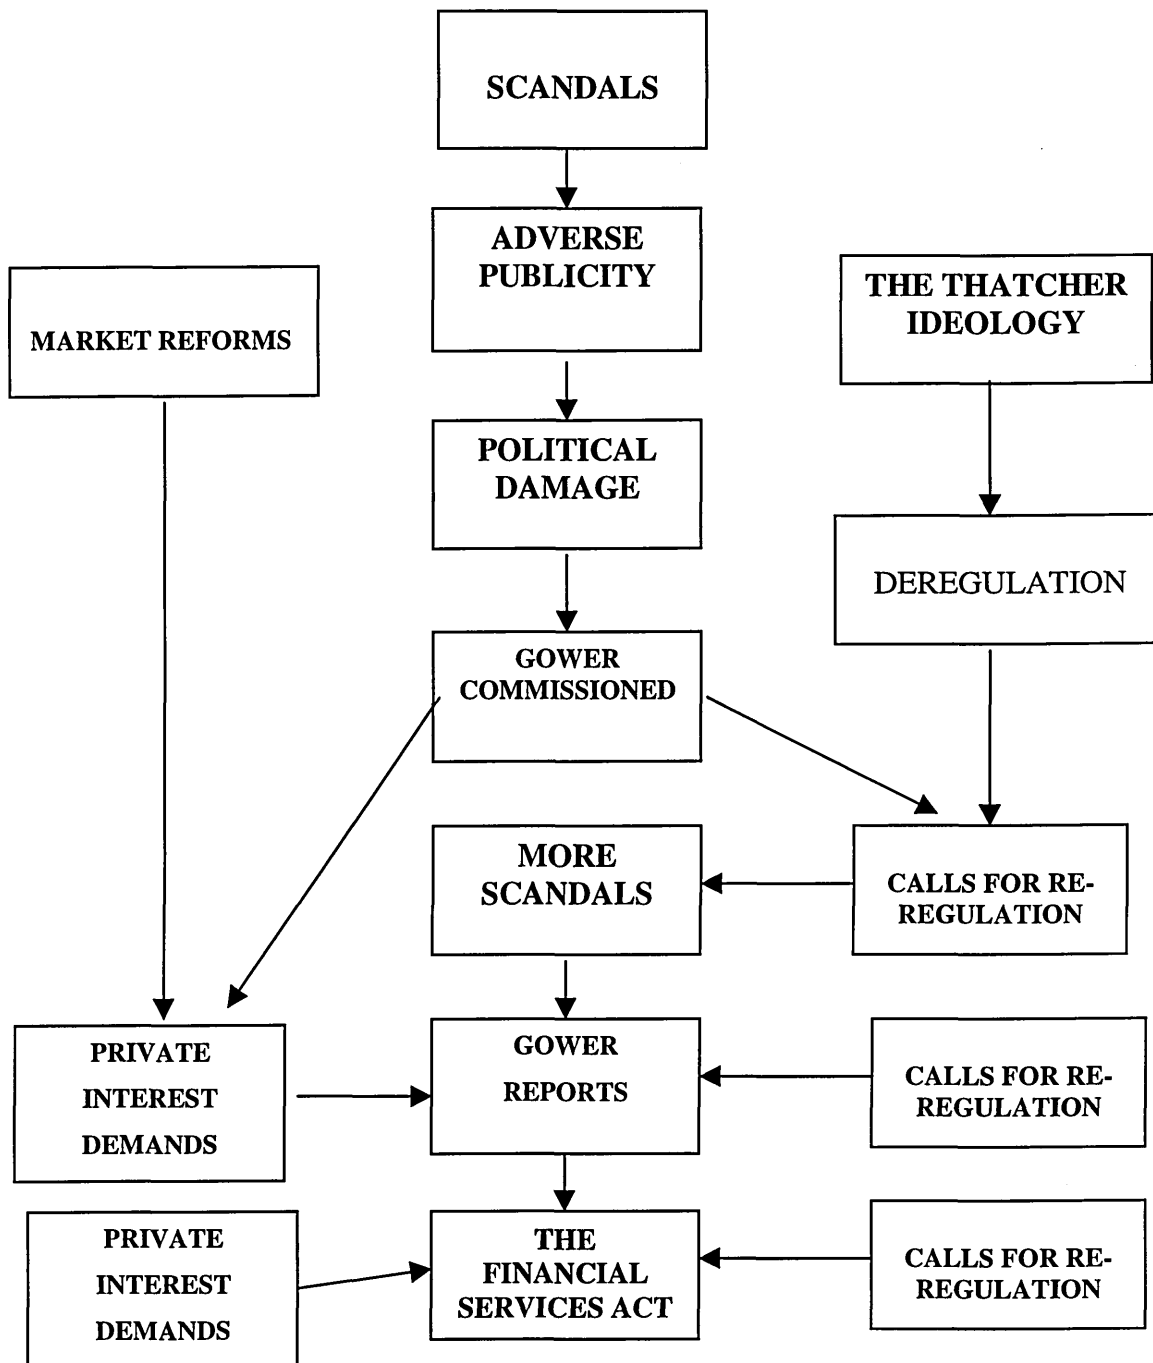 SCANDALS
ADVERSE
PUBLICITY
MARKET REFORMS
THE THATCHER
IDEOLOGY
POLITICAL
DAMAGE
DEREGULATION
GOWER
COMMISSIONED
MORE
SCANDALS
CALLS FOR RE-
REGULATION
PRIVATE
INTEREST
DEMANDS
GOWER
REPORTS
CALLS FOR RE-
REGULATION
PRIVATE
INTEREST
DEMANDS
THE
FINANCIAL
SERVICES ACT
CALLS FOR RE-
REGULATION